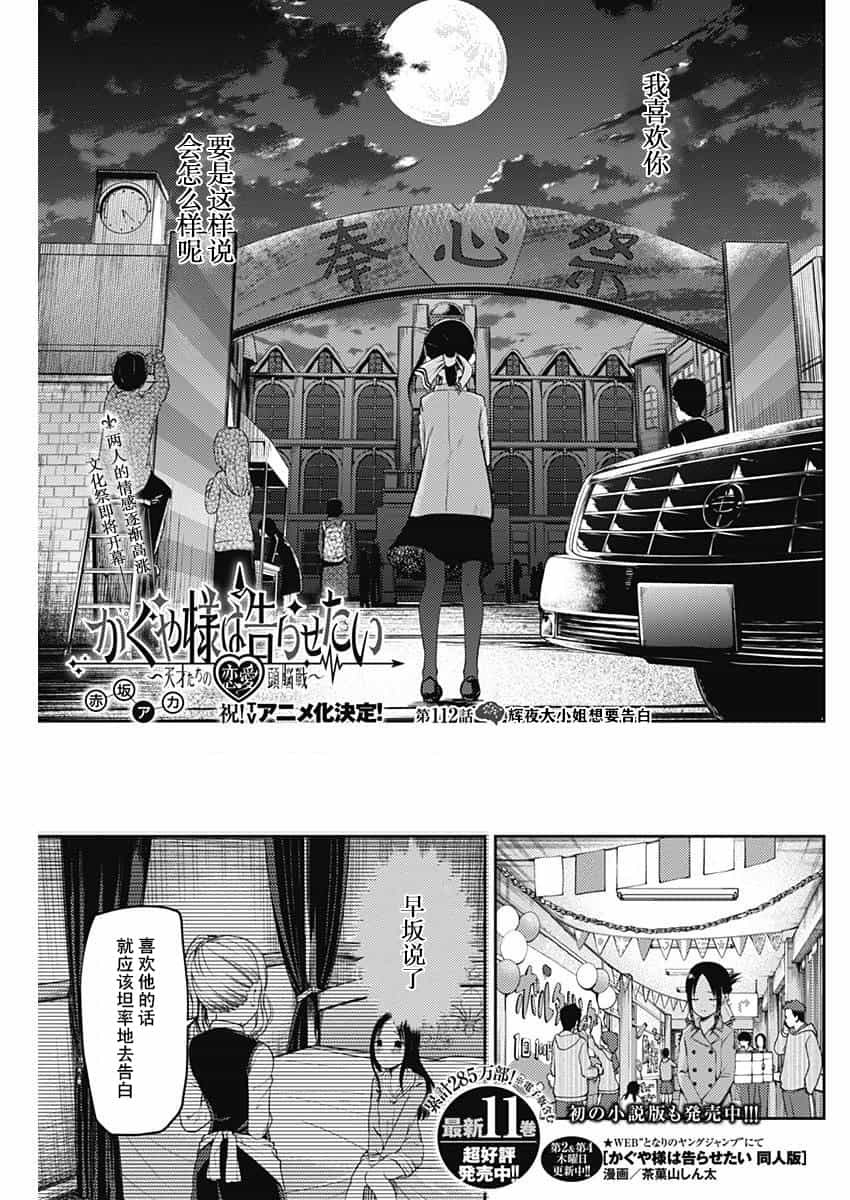 我喜欢你
要是这样说
会怎么样呢
奉心祭
两人的情感逐渐高涨
文化祭即将开幕
かぐや様は告らせたい
～天才たちの恋愛頭脳戦～
赤坂アカ
祝!TVアニメ化決定!
第112話
辉夜大小姐想要告白
初の小説版も発売中!!!
早坂说了
喜欢他的话
就应该坦率地去告白
累計285万部!
最新11巻
超好評
発売中!!
第2&第4
木曜日
更新中!!
★WEB“となりのヤングジャンプ”にて
[かぐや様は告らせたい 同人版]
漫画／茶菓山しん太